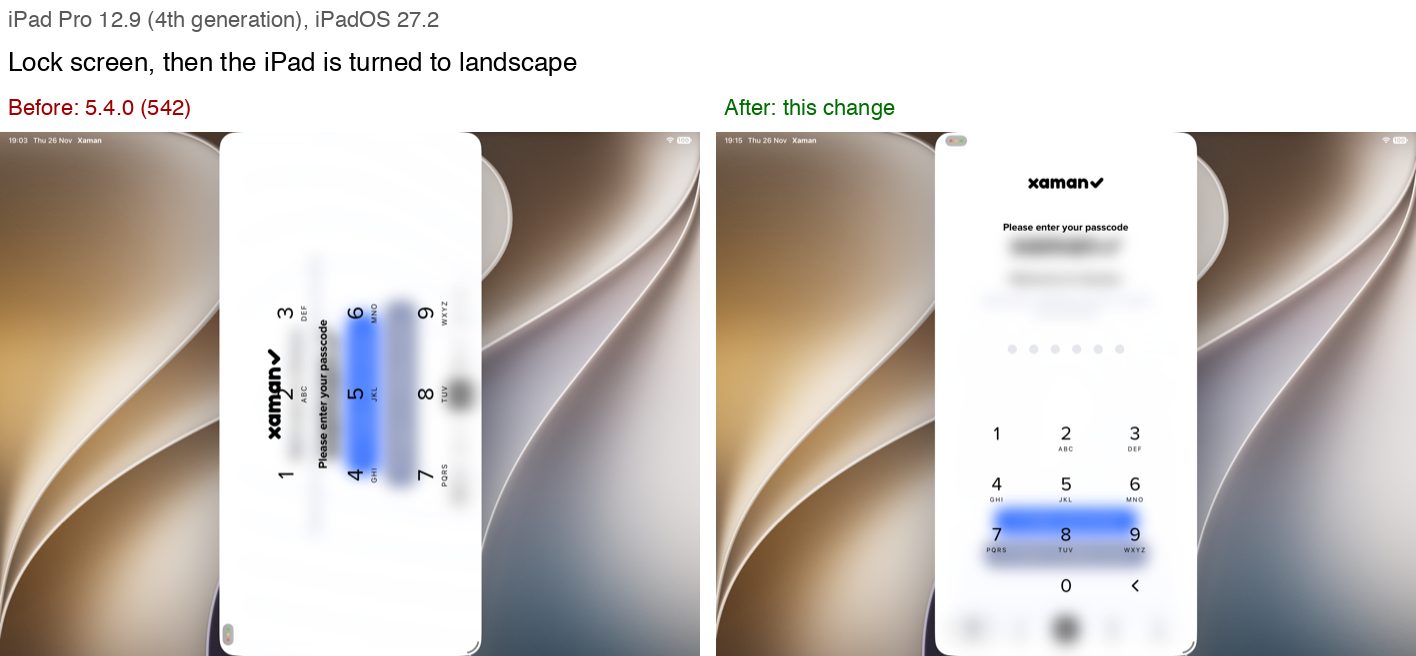 iPad Pro 12.9 (4th generation), iPadOS 27.2
Lock screen, then the iPad is turned to landscape
Before: 5.4.0 (542)
19:03 Thu 26 Nov Xaman
100
xaman
Please enter your passcode
1
2 ABC
3 DEF
4 GHI
5 JKL
6 MNO
7 PQRS
8 TUV
9 WXYZ
After: this change
19:15 Thu 26 Nov Xaman
100
xaman
Please enter your passcode
1 2 3
ABC DEF
4 5 6
GHI JKL MNO
7 8 9
PQRS TUV WXYZ
0 <